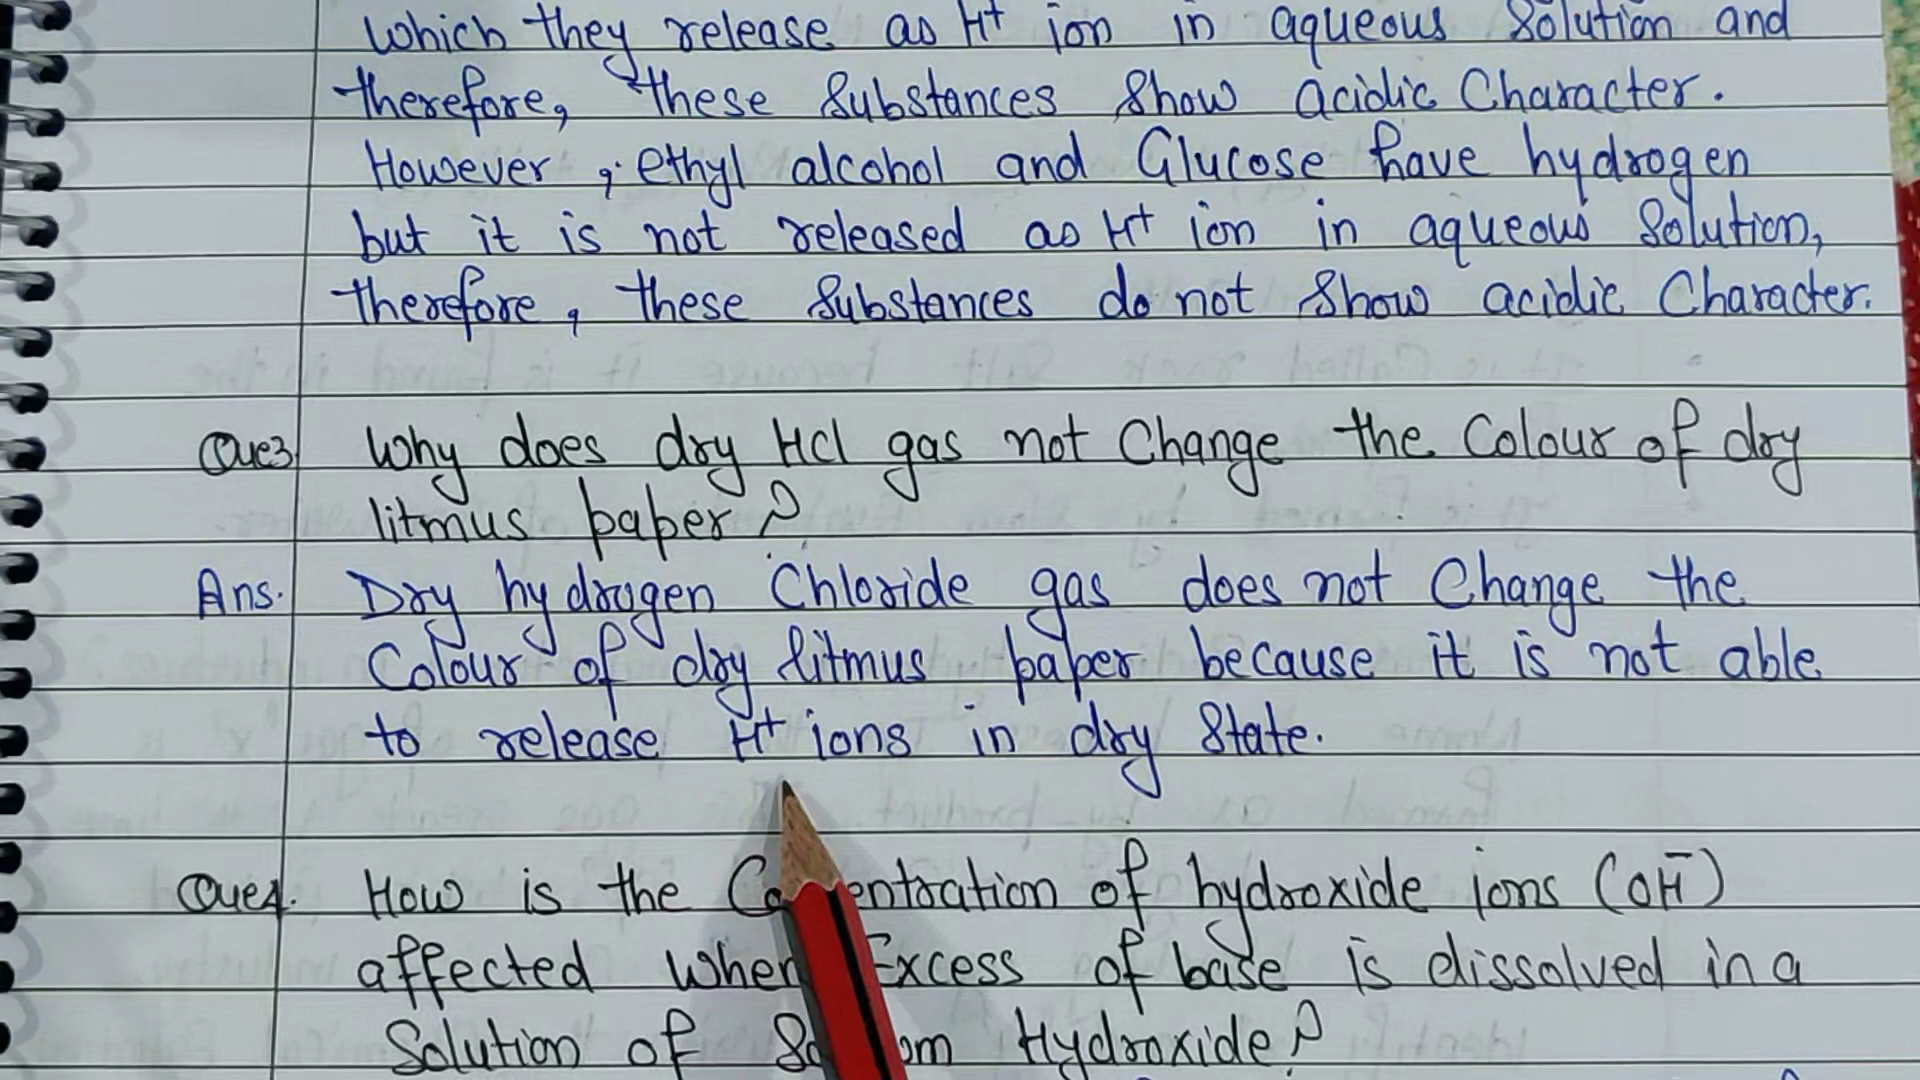 Which they release as H⁺ ion in aqueous Solution and
therefore, these Substances Show acidic Character.
However, ethyl alcohol and Glucose have hydrogen
but it is not released as H⁺ ion in aqueous Solution,
therefore, these Substances do not Show acidic Character.
Que3 Why does dry HCl gas not Change the Colour of dry
litmus paper?
Ans. Dry hydrogen Chloride gas does not Change the
Colour of dry litmus paper because it is not able
to release H⁺ ions in dry State.
Que4. How is the of hydroxide ions (OH⁻)
affected when Excess of base is dissolved in a
Solution of Hydroxide?